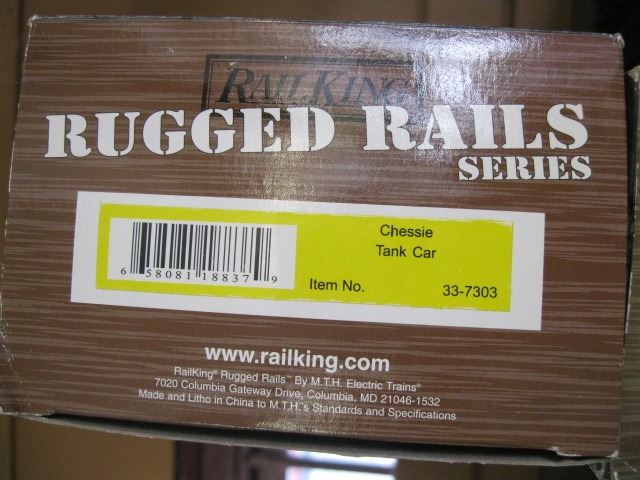 RAILKING
RUGGED RAILS
SERIES
Chessie
Tank Car
6 58081 18837 9
Item No. 33-7303
www.railking.com
RailKing® Rugged Rails™ By M.T.H. Electric Trains®
7020 Columbia Gateway Drive, Columbia, MD 21046-1532
Made and Litho in China to M.T.H.'s Standards and Specifications